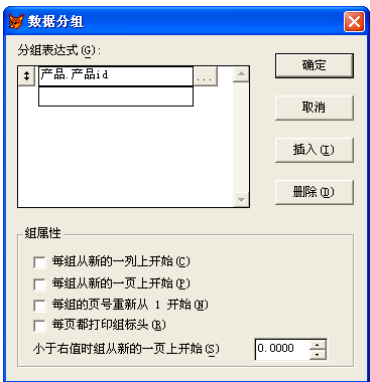 数据分组
分组表达式(G):
产品.产品id
...
确定
取消
插入(I)
删除(D)
组属性
每组从新的一列上开始(C)
每组从新的一页上开始(P)
每组的页号重新从 1 开始(N)
每页都打印组标头(R)
小于右值时组从新的一页上开始(S)
0.0000